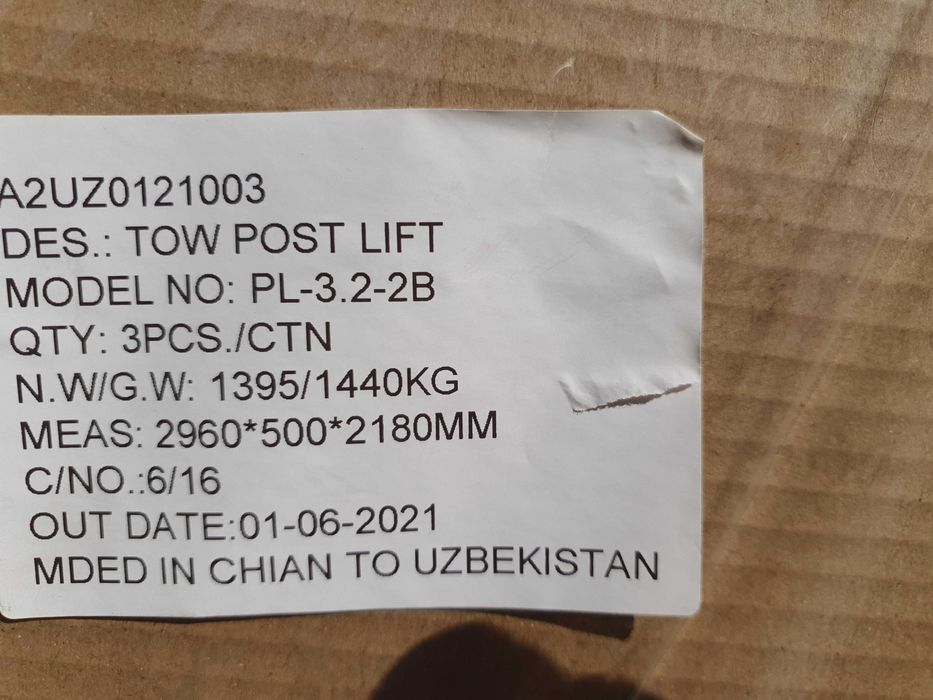 A2UZ0121003
DES.: TOW POST LIFT
MODEL NO: PL-3.2-2B
QTY: 3PCS./CTN
N.W/G.W: 1395/1440KG
MEAS: 2960*500*2180MM
C/NO.:6/16
OUT DATE:01-06-2021
MDED IN CHIAN TO UZBEKISTAN